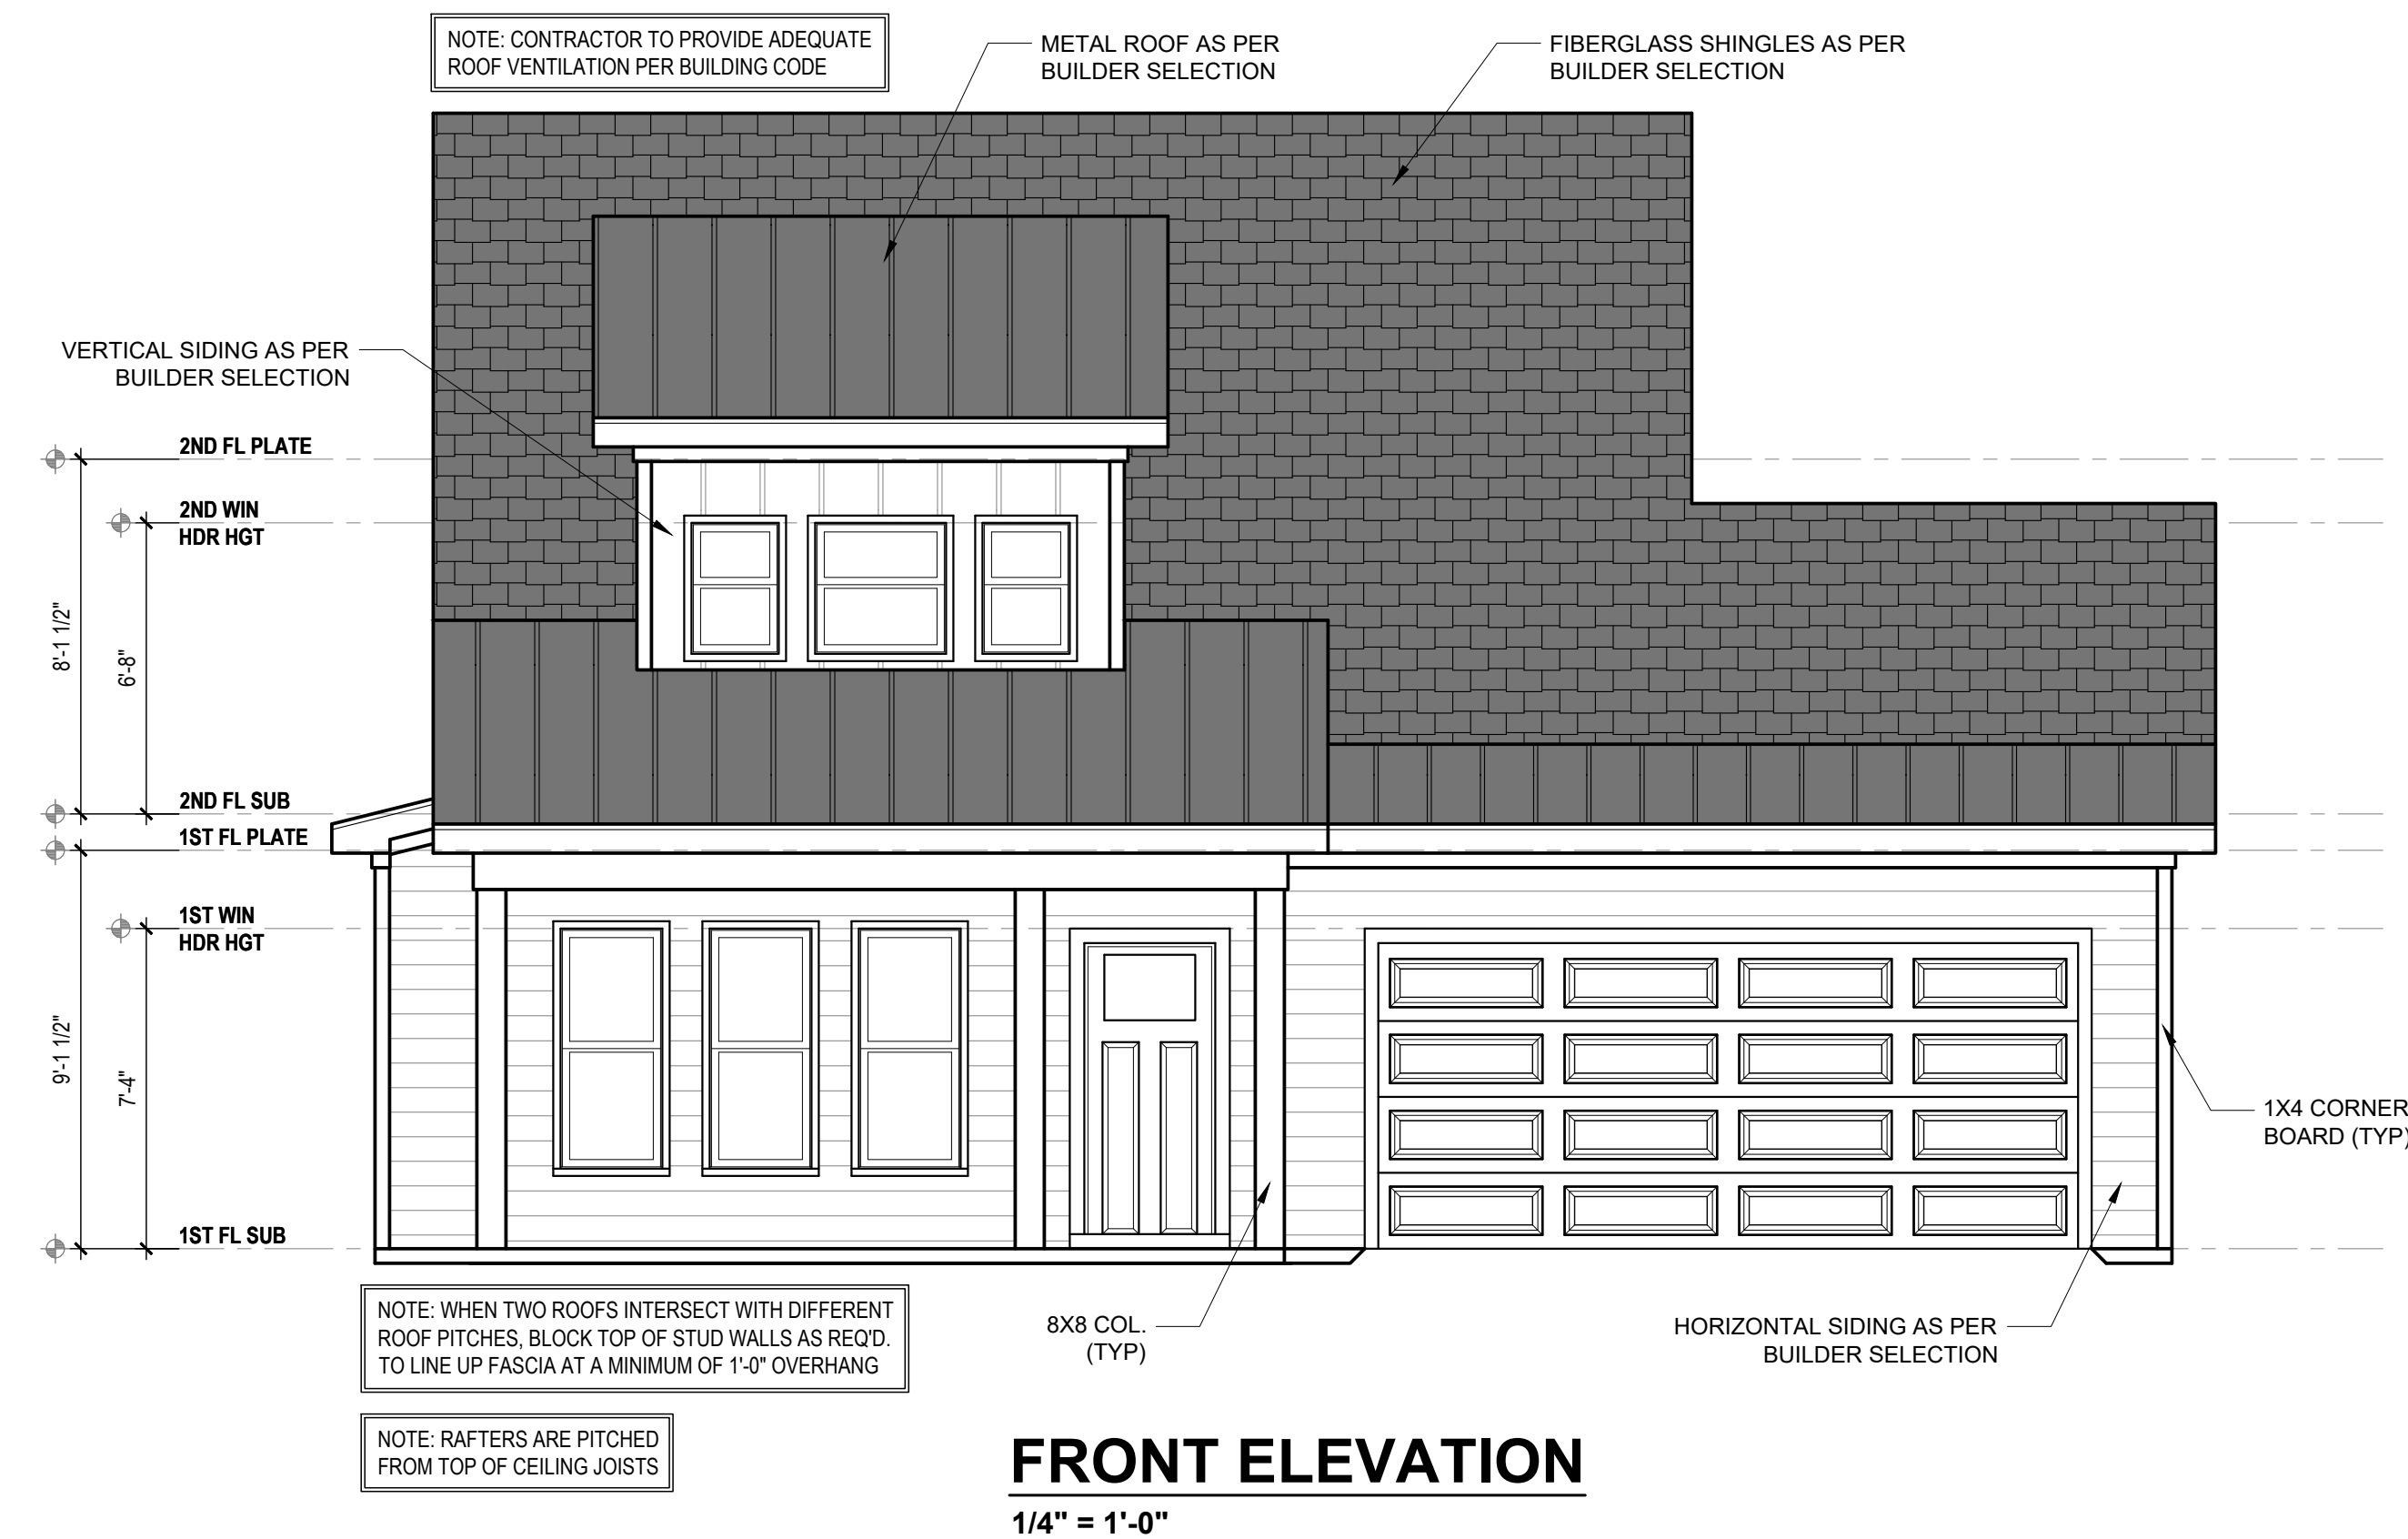 NOTE: CONTRACTOR TO PROVIDE ADEQUATE
ROOF VENTILATION PER BUILDING CODE
METAL ROOF AS PER
BUILDER SELECTION
FIBERGLASS SHINGLES AS PER
BUILDER SELECTION
VERTICAL SIDING AS PER
BUILDER SELECTION
2ND FL PLATE
2ND WIN
HDR HGT
8'-1 1/2"
6'-8"
2ND FL SUB
1ST FL PLATE
1ST WIN
HDR HGT
9'-1 1/2"
7'-4"
1ST FL SUB
1X4 CORNER
BOARD (TYP)
NOTE: WHEN TWO ROOFS INTERSECT WITH DIFFERENT
ROOF PITCHES, BLOCK TOP OF STUD WALLS AS REQ'D.
TO LINE UP FASCIA AT A MINIMUM OF 1'-0" OVERHANG
8X8 COL.
(TYP)
HORIZONTAL SIDING AS PER
BUILDER SELECTION
NOTE: RAFTERS ARE PITCHED
FROM TOP OF CEILING JOISTS
FRONT ELEVATION
1/4" = 1'-0"